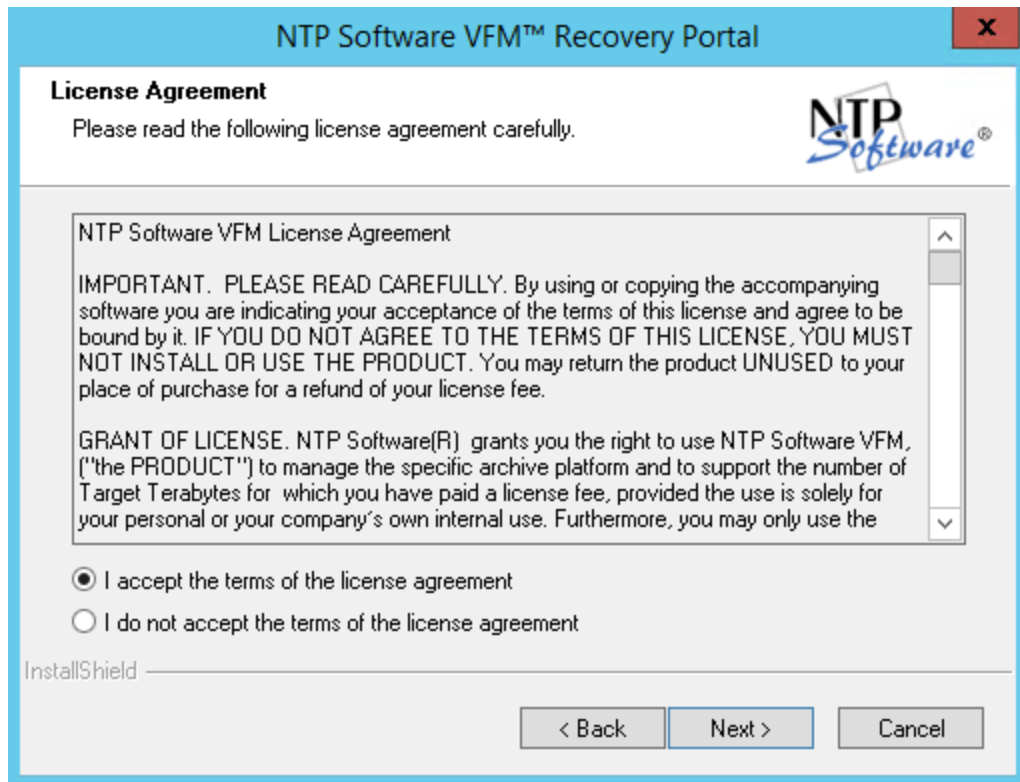 NTP Software VFM™ Recovery Portal
x
License Agreement
Please read the following license agreement carefully.
NTP
Software®
NTP Software VFM License Agreement
IMPORTANT.  PLEASE READ CAREFULLY. By using or copying the accompanying
software you are indicating your acceptance of the terms of this license and agree to be
bound by it. IF YOU DO NOT AGREE TO THE TERMS OF THIS LICENSE, YOU MUST
NOT INSTALL OR USE THE PRODUCT. You may return the product UNUSED to your
place of purchase for a refund of your license fee.
GRANT OF LICENSE. NTP Software(R)  grants you the right to use NTP Software VFM,
("the PRODUCT") to manage the specific archive platform and to support the number of
Target Terabytes for  which you have paid a license fee, provided the use is solely for
your personal or your company´s own internal use. Furthermore, you may only use the
I accept the terms of the license agreement
I do not accept the terms of the license agreement
InstallShield
< Back
Next >
Cancel